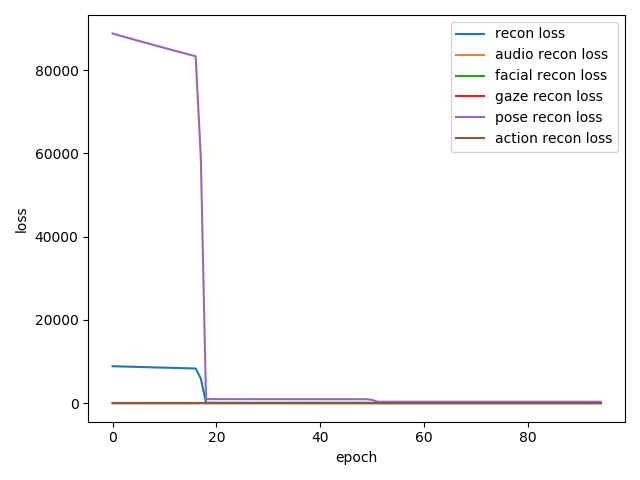 recon loss
audio recon loss
facial recon loss
gaze recon loss
pose recon loss
action recon loss
80000
60000
40000
20000
0
loss
0 20 40 60 80
epoch